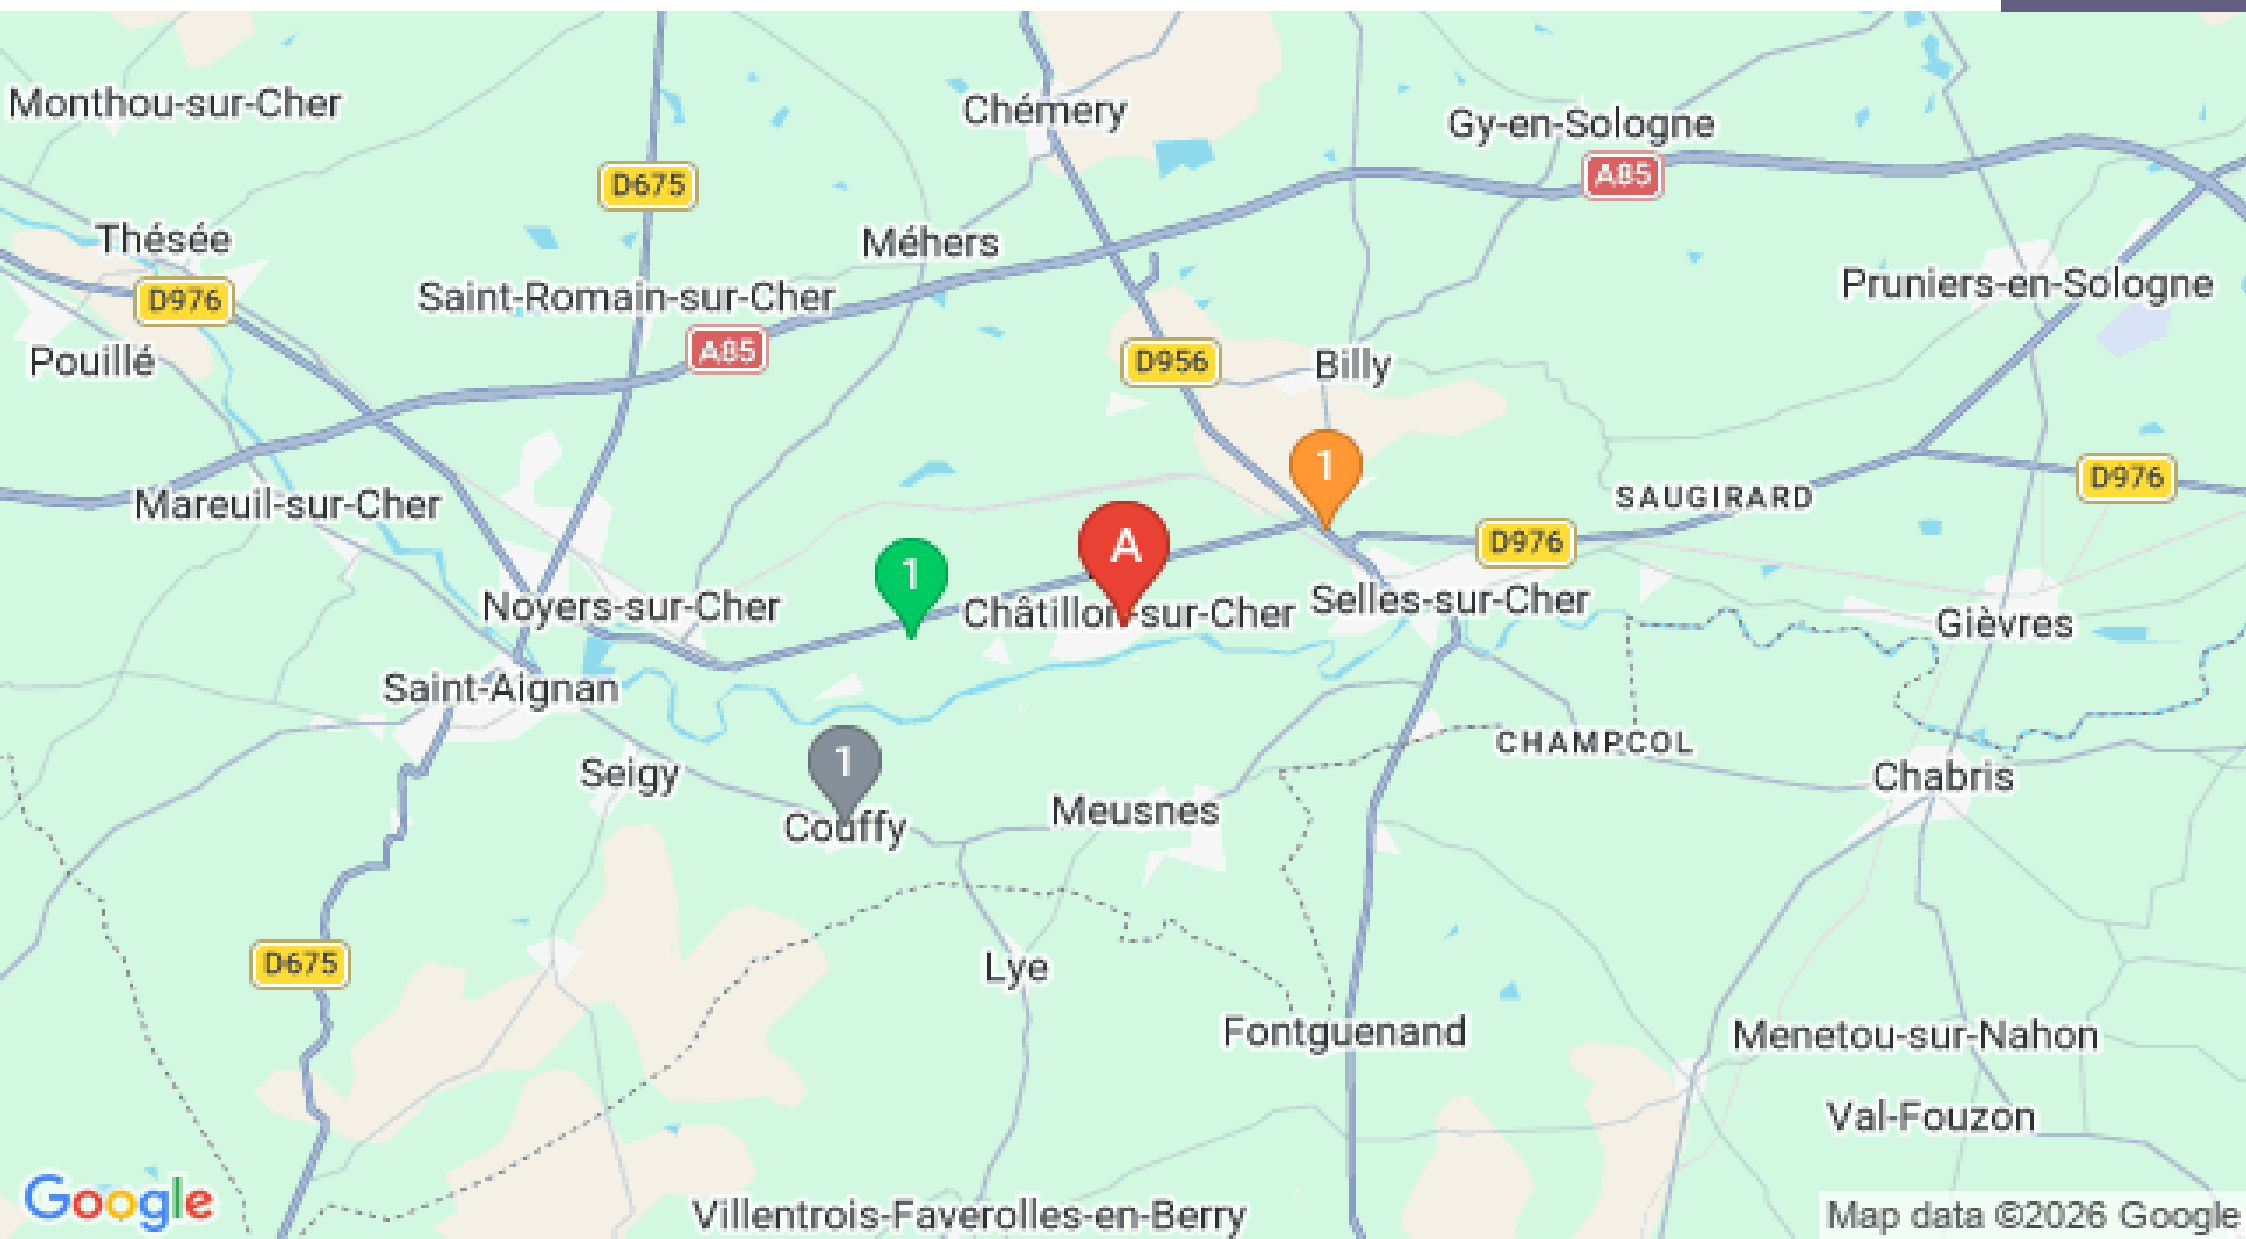 Monthou-sur-Cher
Chémery
Gy-en-Sologne
A85
D675
Thésée
Méhers
Pruniers-en-Sologne
D976
Saint-Romain-sur-Cher
A85
Pouillé
D956
Billy
1
D976
Mareuil-sur-Cher
SAUGIRARD
A
D976
1
Noyers-sur-Cher
Châtillon-sur-Cher
Selles-sur-Cher
Gièvres
Saint-Aignan
CHAMPCOL
1
Seigy
Chabris
Couffy
Meusnes
D675
Lye
Fontguenand
Menetou-sur-Nahon
Val-Fouzon
Google
Villentrois-Faverolles-en-Berry
Map data ©2026 Google